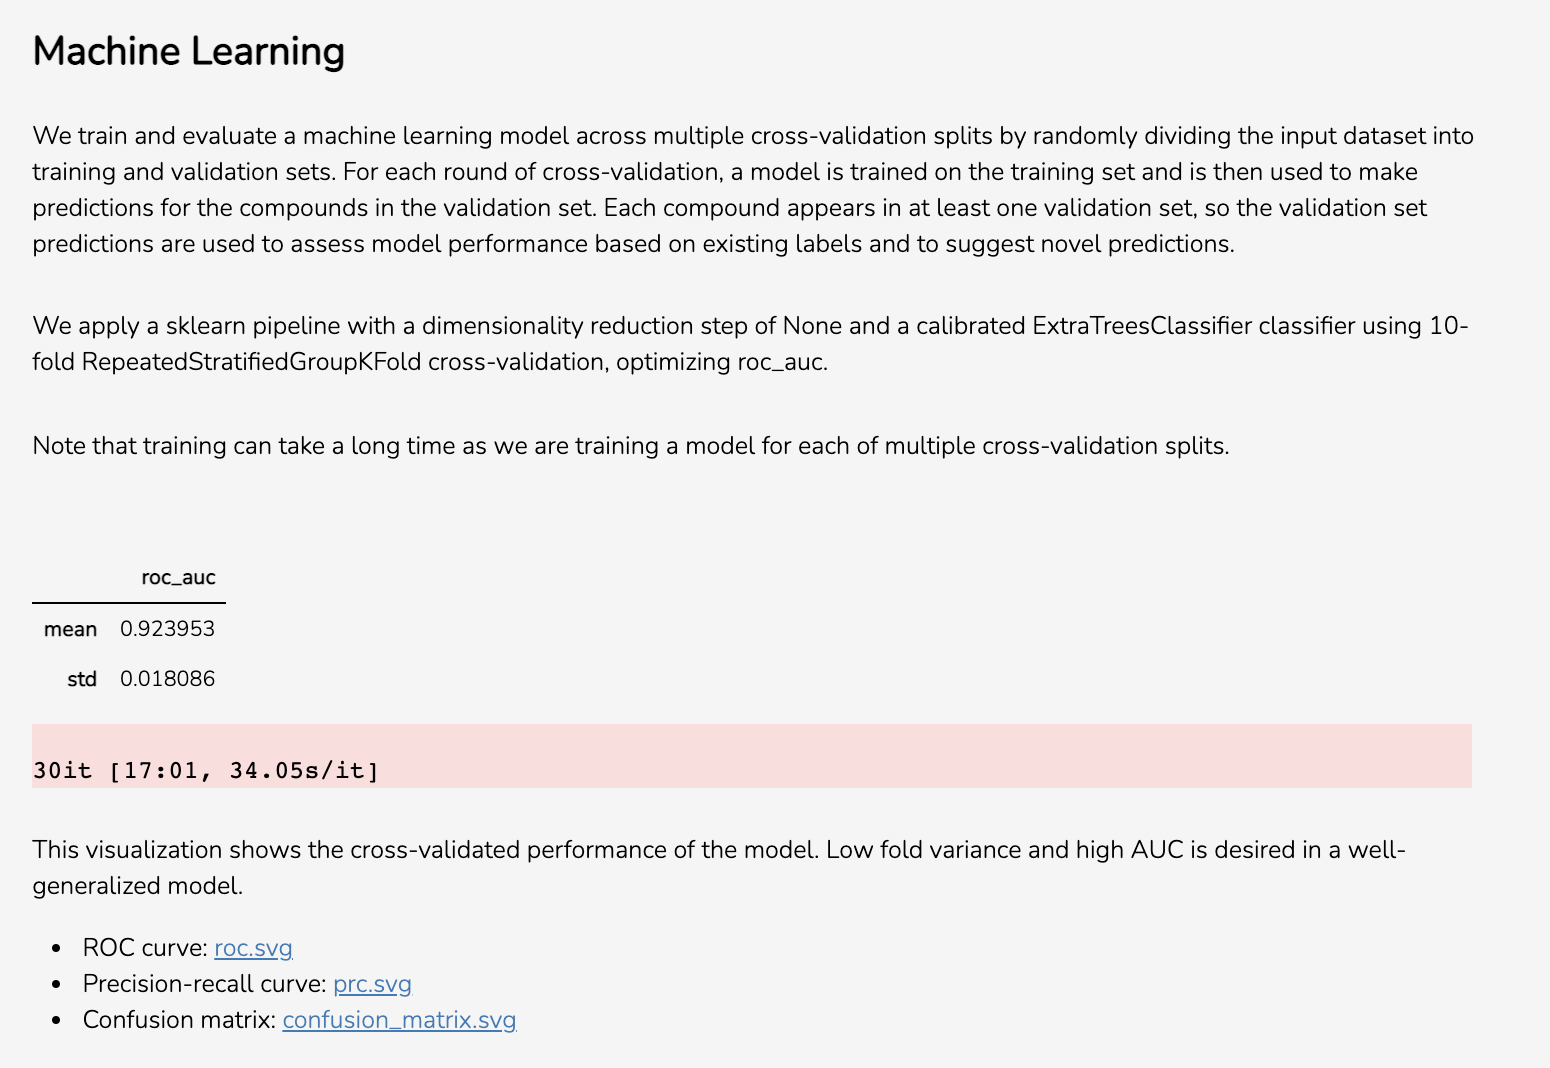 Machine Learning
We train and evaluate a machine learning model across multiple cross-validation splits by randomly dividing the input dataset into
training and validation sets. For each round of cross-validation, a model is trained on the training set and is then used to make
predictions for the compounds in the validation set. Each compound appears in at least one validation set, so the validation set
predictions are used to assess model performance based on existing labels and to suggest novel predictions.
We apply a sklearn pipeline with a dimensionality reduction step of None and a calibrated ExtraTreesClassifier classifier using 10-
fold RepeatedStratifiedGroupKFold cross-validation, optimizing roc_auc.
Note that training can take a long time as we are training a model for each of multiple cross-validation splits.
roc_auc
mean 0.923953
std 0.018086
30it [17:01, 34.05s/it]
This visualization shows the cross-validated performance of the model. Low fold variance and high AUC is desired in a well-
generalized model.
• ROC curve: roc.svg
• Precision-recall curve: prc.svg
• Confusion matrix: confusion_matrix.svg